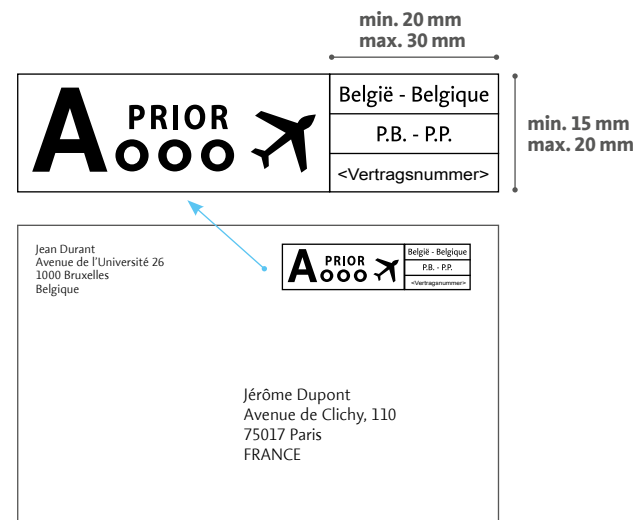 min. 20 mm
max. 30 mm
A PRIOR
België - Belgique
P.B. - P.P.
<Vertragsnummer>
min. 15 mm
max. 20 mm
Jean Durant
Avenue de l'Université 26
1000 Bruxelles
Belgique
A PRIOR
België - Belgique
P.B. - P.P.
<Vertragsnummer>
Jérôme Dupont
Avenue de Clichy, 110
75017 Paris
FRANCE